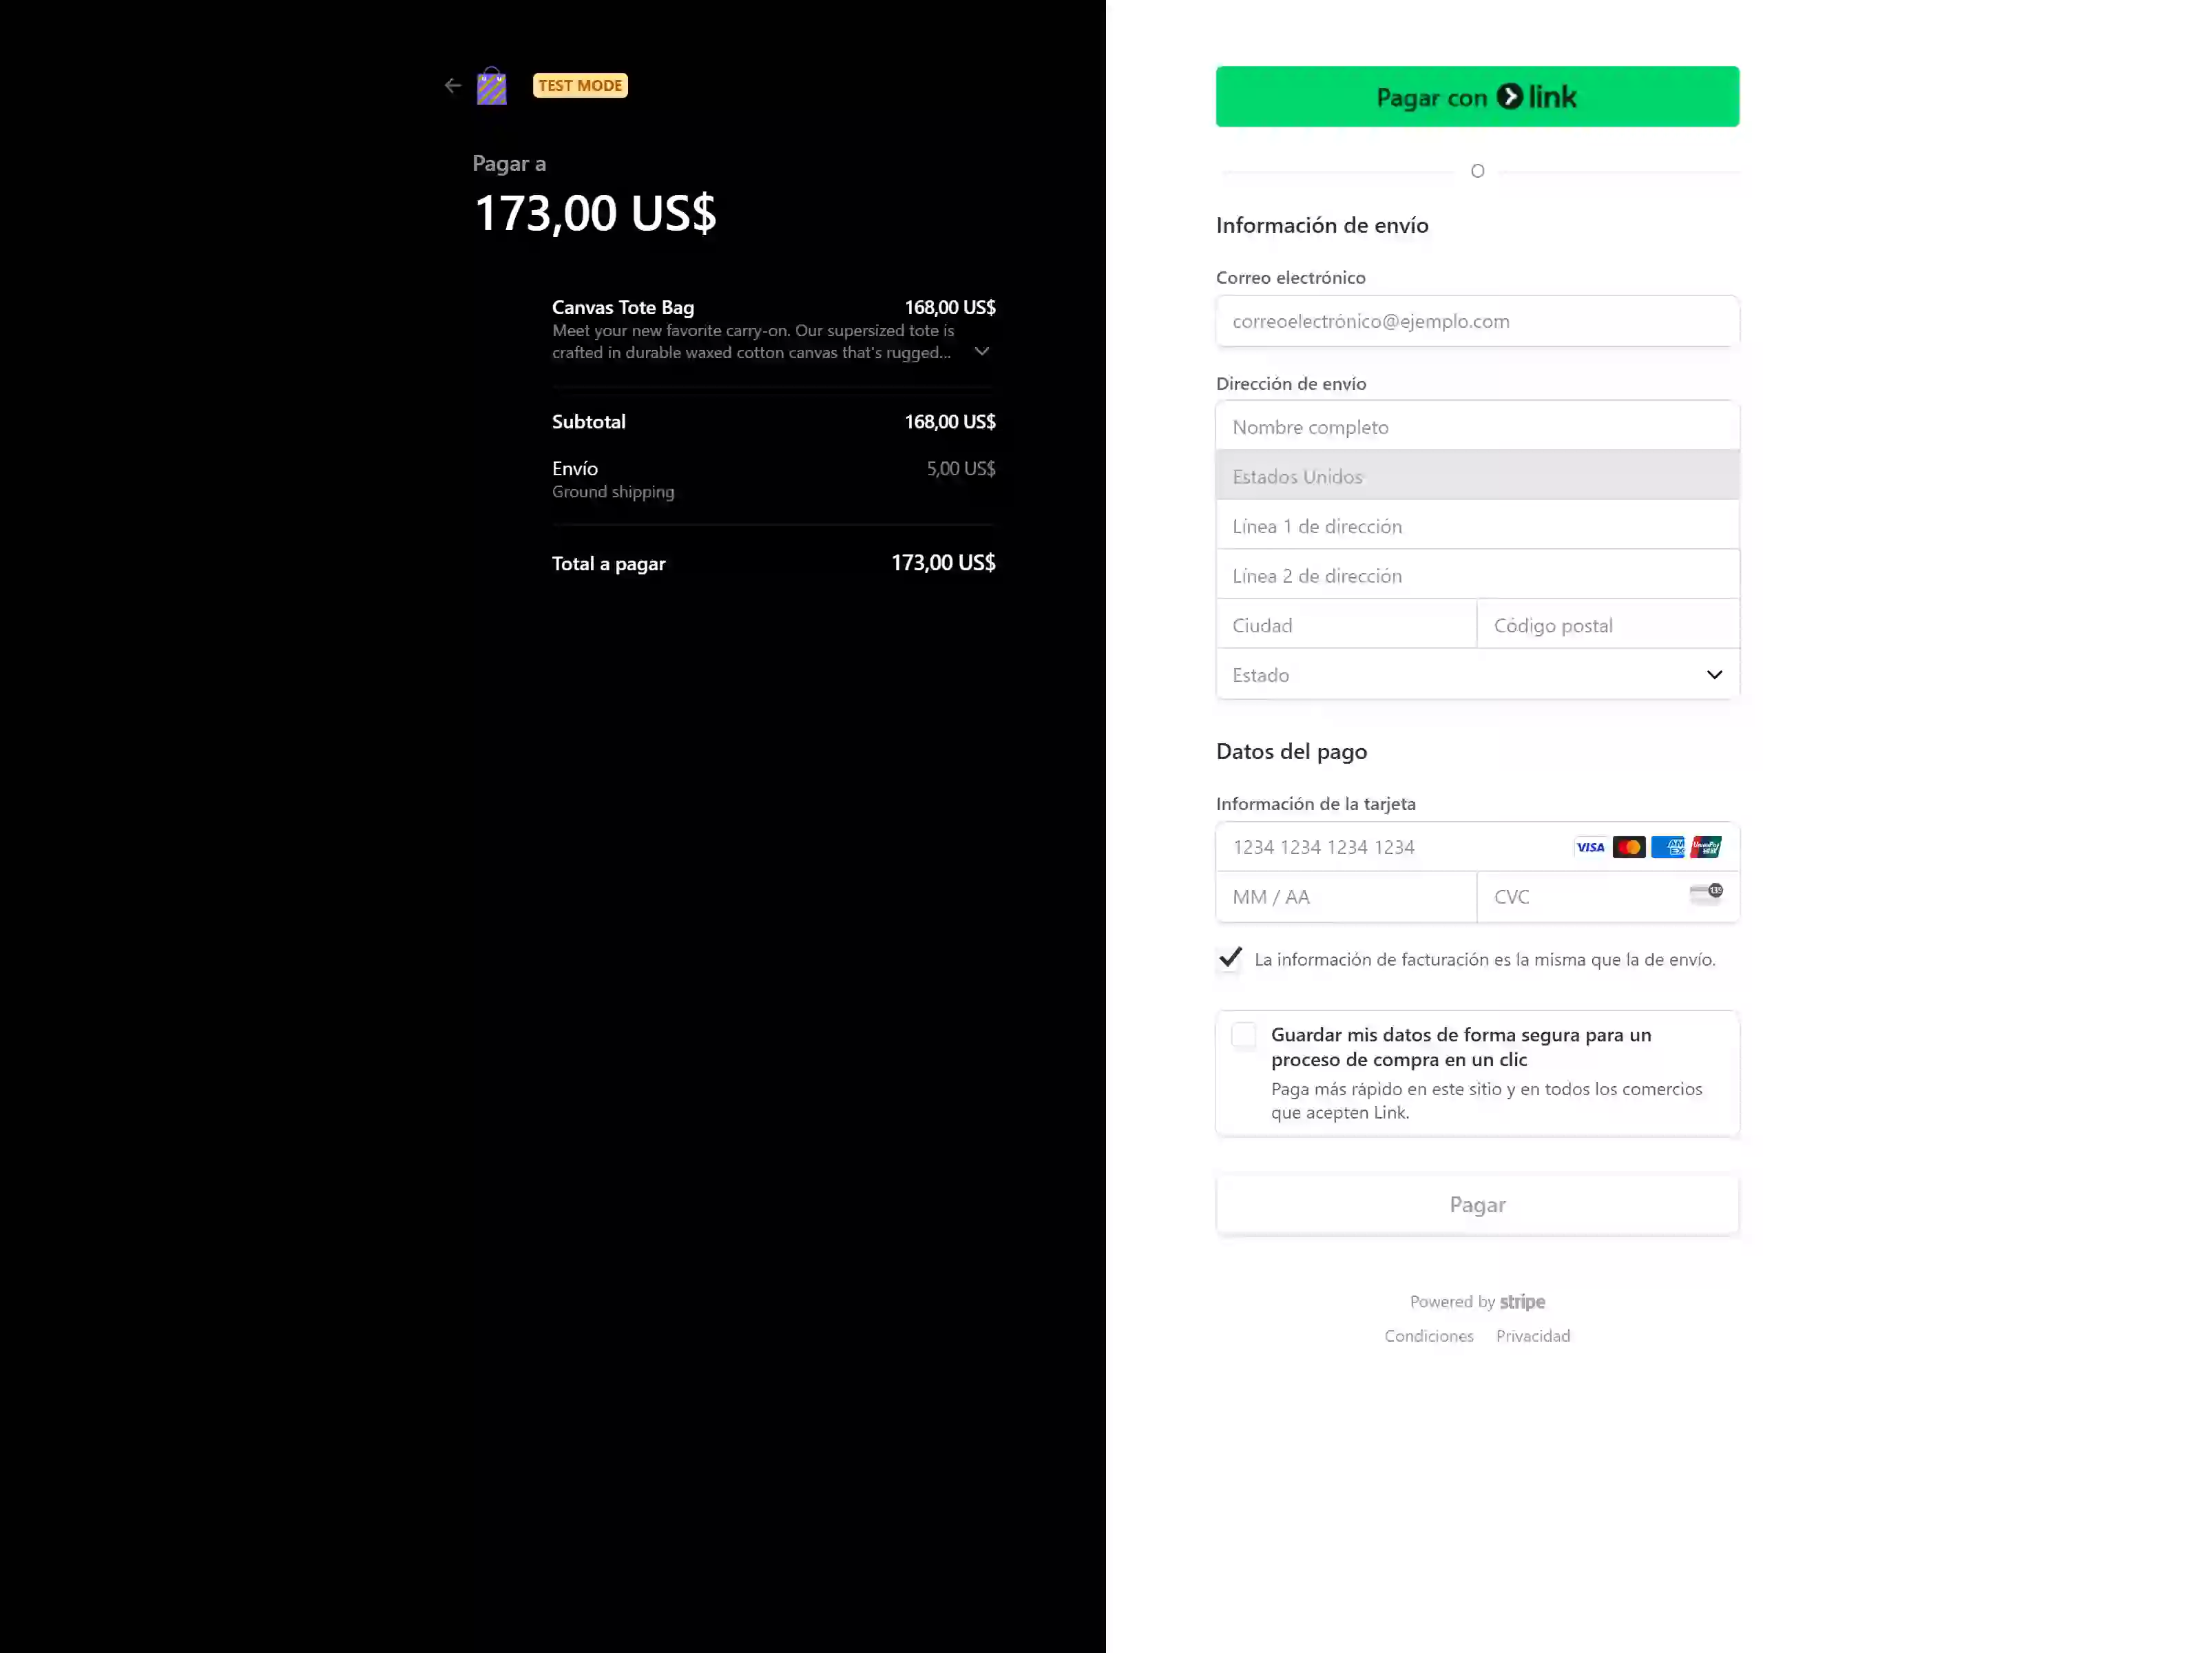 TEST MODE
Pagar a
173,00 US$
Canvas Tote Bag 168,00 US$
Meet your new favorite carry-on. Our supersized tote is
crafted in durable waxed cotton canvas that's rugged...
Subtotal 168,00 US$
Envío 5,00 US$
Ground shipping
Total a pagar 173,00 US$
Pagar con link
O
Información de envío
Correo electrónico
correoelectrónico@ejemplo.com
Dirección de envío
Nombre completo
Estados Unidos
Línea 1 de dirección
Línea 2 de dirección
Ciudad Código postal
Estado
Datos del pago
Información de la tarjeta
1234 1234 1234 1234 VISA AMEX UnionPay
MM / AA CVC 135
La información de facturación es la misma que la de envío.
Guardar mis datos de forma segura para un
proceso de compra en un clic
Paga más rápido en este sitio y en todos los comercios
que acepten Link.
Pagar
Powered by stripe
Condiciones Privacidad